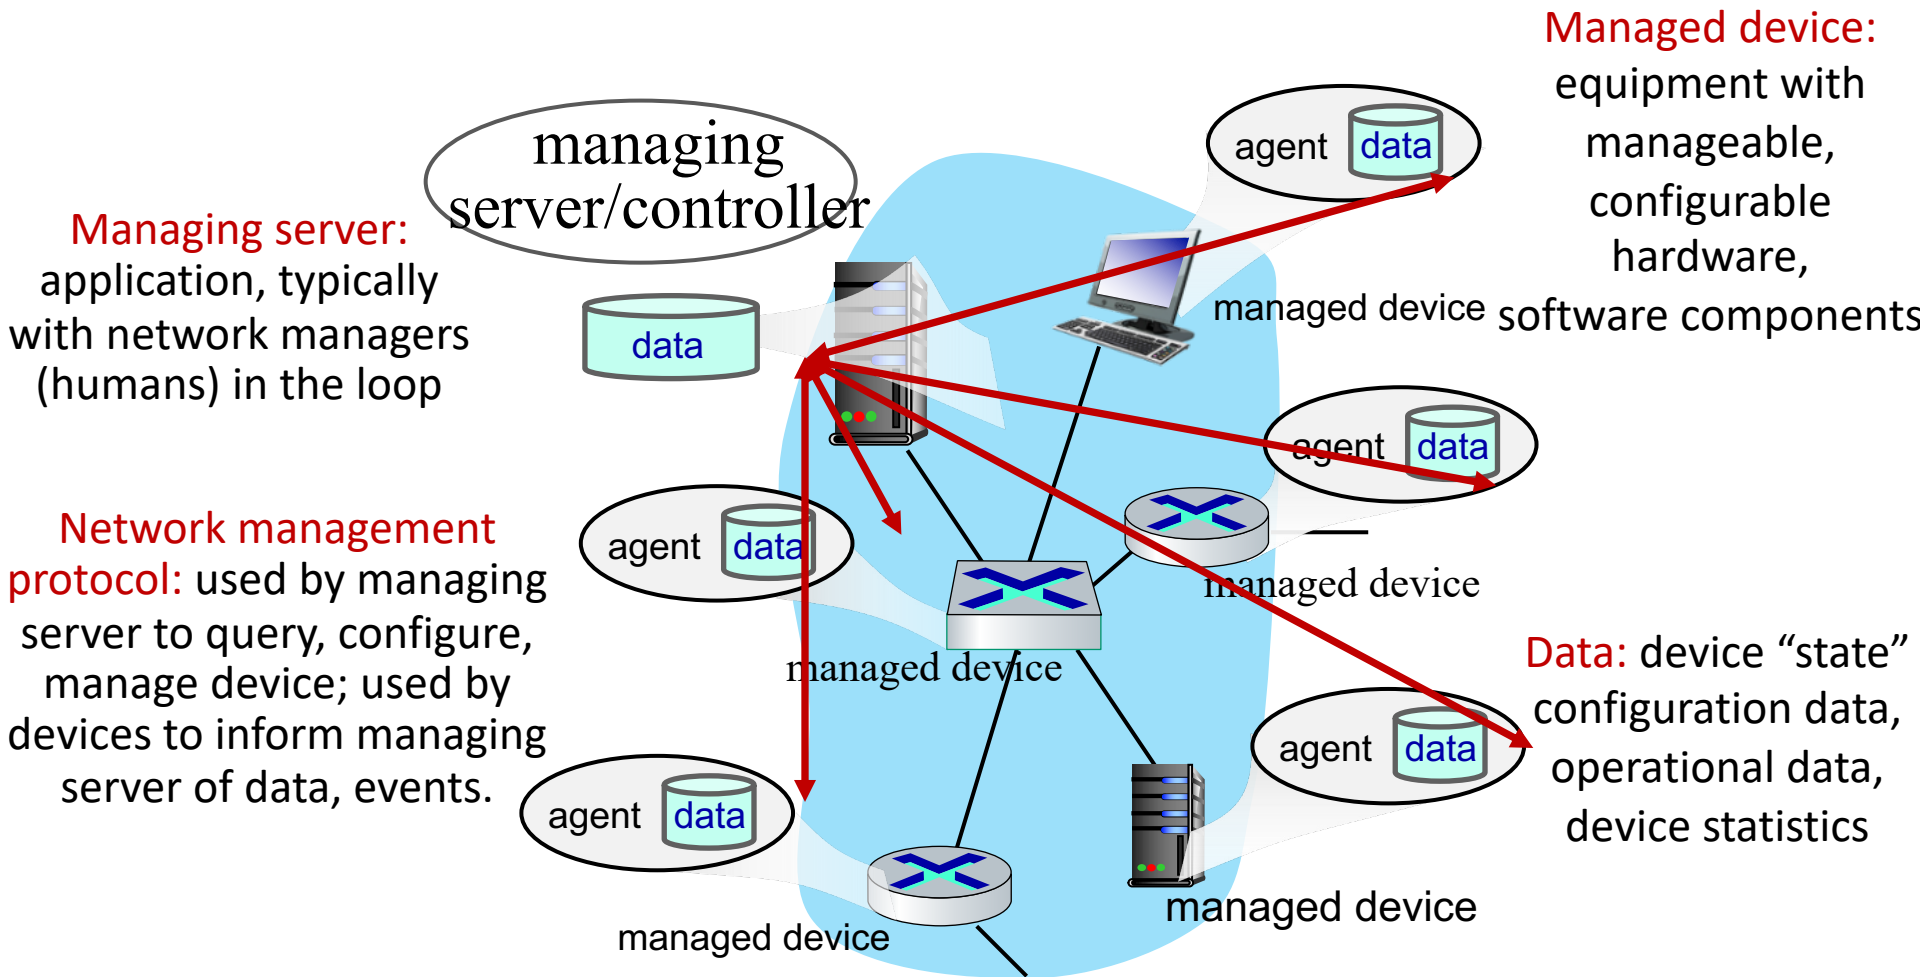 Managed device:
equipment with
manageable,
configurable
hardware,
software components
agent
data
managing
server/controller
Managing server:
application, typically
with network managers
(humans) in the loop
data
managed device
agent
data
Network management
protocol: used by managing
server to query, configure,
manage device; used by
devices to inform managing
server of data, events.
agent
data
managed device
managed device
Data: device “state”
configuration data,
operational data,
device statistics
agent
data
agent
data
managed device
managed device